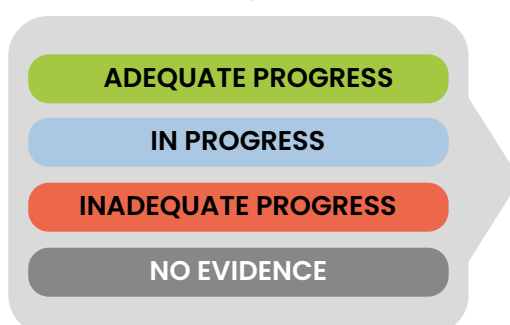 ADEQUATE PROGRESS
IN PROGRESS
INADEQUATE PROGRESS
NO EVIDENCE